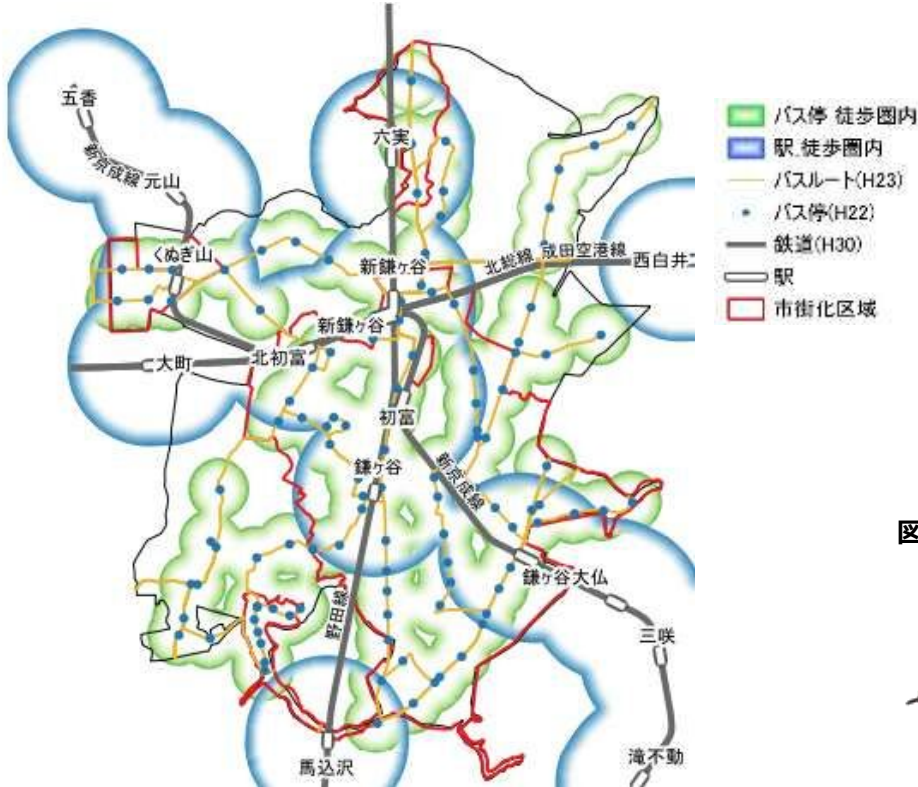 五香
新京成線
元山
六実
くぬぎ山
新鎌ヶ谷
北総線
成田空港線
西白井
新鎌ヶ谷
北初富
大町
初富
鎌ヶ谷
新京成線
鎌ヶ谷大仏
野田線
三咲
馬込沢
滝不動
バス停 徒歩圏内
駅 徒歩圏内
バスルート(H23)
バス停(H22)
鉄道(H30)
駅
市街化区域
図